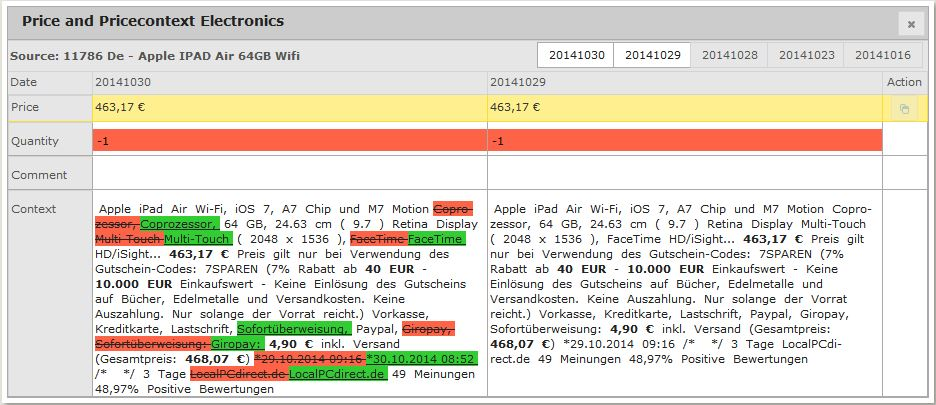 Price and Pricecontext Electronics
Source: 11786 De - Apple IPAD Air 64GB Wifi
20141030 20141029 20141028 20141023 20141016
Date 20141030 20141029 Action
Price 463,17 € 463,17 €
Quantity -1 -1
Comment
Context
Apple iPad Air Wi-Fi, iOS 7, A7 Chip und M7 Motion Copro-
zessor, Coprozessor, 64 GB, 24.63 cm ( 9.7 ) Retina Display
Multi Touch Multi-Touch ( 2048 x 1536 ), FaceTime FaceTime
HD/iSight... 463,17 € Preis gilt nur bei Verwendung des
Gutschein-Codes: 7SPAREN (7% Rabatt ab 40 EUR -
10.000 EUR Einkaufswert - Keine Einlösung des Gutscheins
auf Bücher, Edelmetalle und Versandkosten. Keine
Auszahlung. Nur solange der Vorrat reicht.) Vorkasse,
Kreditkarte, Lastschrift, Sofortüberweisung, Paypal, Giropay,
Sofortüberweisung: Giropay: 4,90 € inkl. Versand
(Gesamtpreis: 468,07 €) *29.10.2014 09:16 *30.10.2014 08:52
/* */ 3 Tage LocalPCdirect.de LocalPCdirect.de 49 Meinungen
48,97% Positive Bewertungen
Apple iPad Air Wi-Fi, iOS 7, A7 Chip und M7 Motion Copro-
zessor, 64 GB, 24.63 cm ( 9.7 ) Retina Display Multi-Touch
( 2048 x 1536 ), FaceTime HD/iSight... 463,17 € Preis gilt
nur bei Verwendung des Gutschein-Codes: 7SPAREN (7%
Rabatt ab 40 EUR - 10.000 EUR Einkaufswert - Keine
Einlösung des Gutscheins auf Bücher, Edelmetalle und
Versandkosten. Keine Auszahlung. Nur solange der Vorrat
reicht.) Vorkasse, Kreditkarte, Lastschrift, Paypal, Giropay,
Sofortüberweisung: 4,90 € inkl. Versand (Gesamtpreis:
468,07 €) *29.10.2014 09:16 /* */ 3 Tage LocalPCdi-
rect.de 49 Meinungen 48,97% Positive Bewertungen